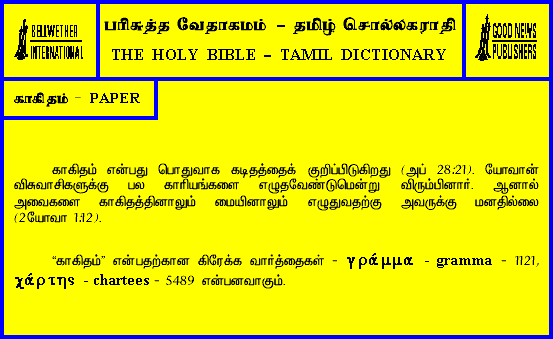 BELLWETHER
INTERNATIONAL
பரிசுத்த வேதாகமம் – தமிழ் சொல்லகராதி
THE HOLY BIBLE – TAMIL DICTIONARY
GOOD NEWS
PUBLISHERS
காகிதம் – PAPER
காகிதம் என்பது பொதுவாக கடிதத்தைக் குறிப்பிடுகிறது (அப் 28:21). யோவான்
விசுவாசிகளுக்கு பல காரியங்களை எழுதவேண்டுமென்று விரும்பினார். ஆனால்
அவைகளை காகிதத்தினாலும் மையினாலும் எழுதுவதற்கு அவருக்கு மனதில்லை
(2யோவா 1:12).
“காகிதம்” என்பதற்கான கிரேக்க வார்த்தைகள் - γράμμα - gramma - 1121,
χάρτης - chartees - 5489 என்பனவாகும்.